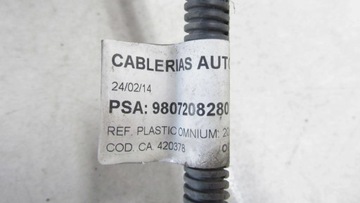 CABLERIAS AUTO
24/02/14
PSA: 9807208280
REF. PLASTIC OMNIUM:
COD. CA. 420378